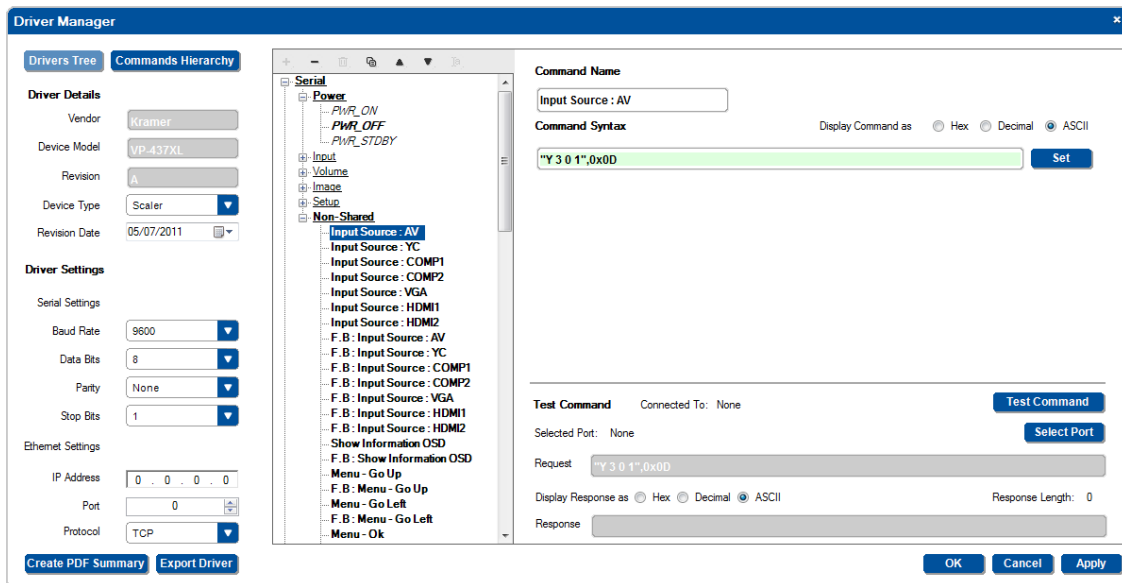 Driver Manager
Drivers Tree
Commands Hierarchy
Driver Details
Vendor
Kramer
Device Model
VP-437XL
Revision
A
Device Type
Scaler
Revision Date
05/07/2011
Driver Settings
Serial Settings
Baud Rate
9600
Data Bits
8
Parity
None
Stop Bits
1
Ethernet Settings
IP Address
0 . 0 . 0 . 0
Port
0
Protocol
TCP
Create PDF Summary
Export Driver
Serial
Power
PWR_ON
PWR_OFF
PWR_STDBY
Input
Volume
Image
Setup
Non-Shared
Input Source : AV
Input Source : YC
Input Source : COMP1
Input Source : COMP2
Input Source : VGA
Input Source : HDMI1
Input Source : HDMI2
F.B : Input Source : AV
F.B : Input Source : YC
F.B : Input Source : COMP1
F.B : Input Source : COMP2
F.B : Input Source : VGA
F.B : Input Source : HDMI1
F.B : Input Source : HDMI2
Show Information OSD
F.B : Show Information OSD
Menu - Go Up
F.B : Menu - Go Up
Menu - Go Left
F.B : Menu - Go Left
Menu - Ok
Command Name
Input Source : AV
Command Syntax
Display Command as Hex Decimal ASCII
"Y 3 0 1",0x0D
Set
Test Command
Connected To: None
Test Command
Selected Port: None
Select Port
Request
"Y 3 0 1",0x0D
Display Response as Hex Decimal ASCII
Response Length: 0
Response
OK
Cancel
Apply